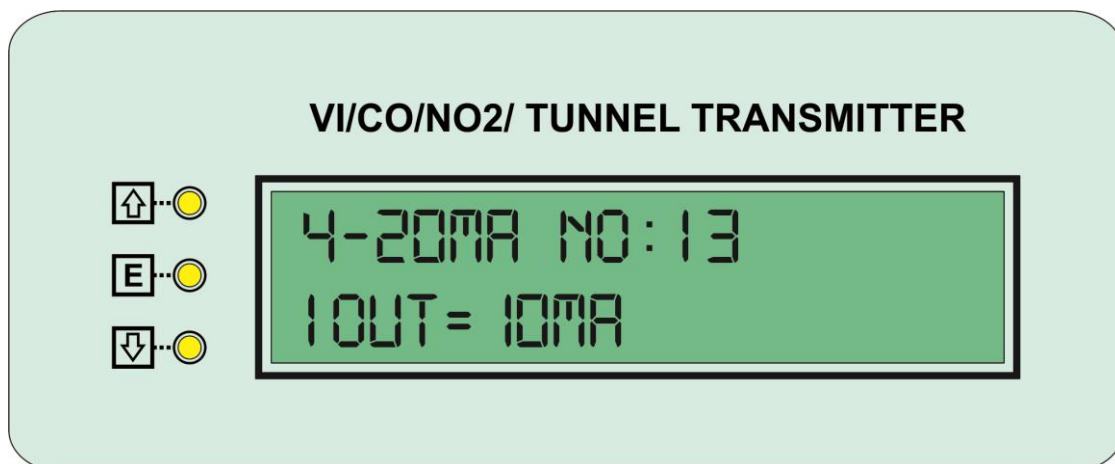 VI/CO/NO2/ TUNNEL TRANSMITTER
4-20MA NO:13
E
IOUT= 10MA